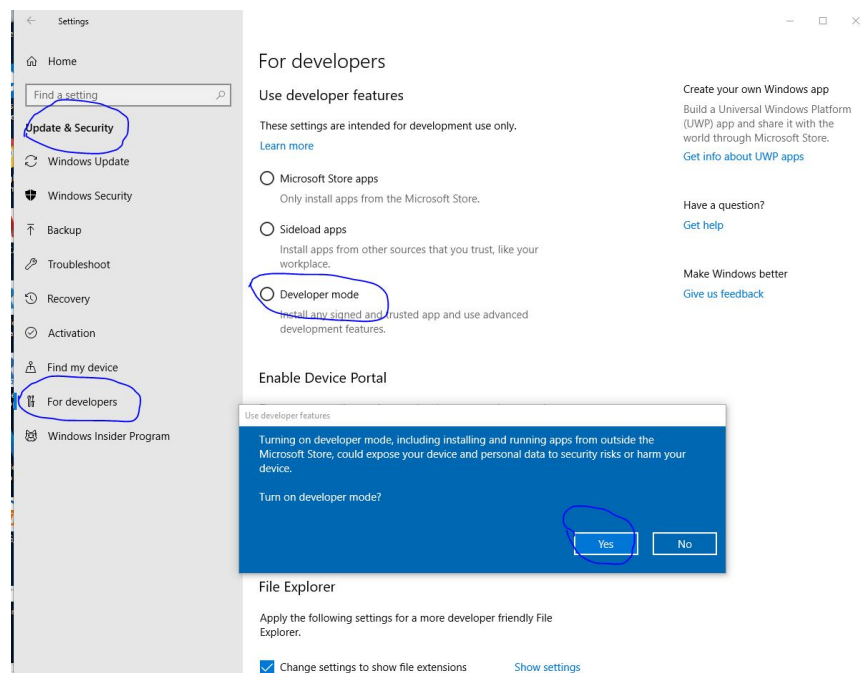 Settings
Home
Find a setting
Update & Security
Windows Update
Windows Security
Backup
Troubleshoot
Recovery
Activation
Find my device
For developers
Windows Insider Program
For developers
Use developer features
These settings are intended for development use only.
Learn more
Microsoft Store apps
Only install apps from the Microsoft Store.
Sideload apps
Install apps from other sources that you trust, like your
workplace.
Developer mode
Install any signed and trusted app and use advanced
development features.
Enable Device Portal
Use developer features
Turning on developer mode, including installing and running apps from outside the
Microsoft Store, could expose your device and personal data to security risks or harm your
device.
Turn on developer mode?
Yes
No
File Explorer
Apply the following settings for a more developer friendly File
Explorer.
Change settings to show file extensions
Show settings
Create your own Windows app
Build a Universal Windows Platform
(UWP) app and share it with the
world through Microsoft Store.
Get info about UWP apps
Have a question?
Get help
Make Windows better
Give us feedback